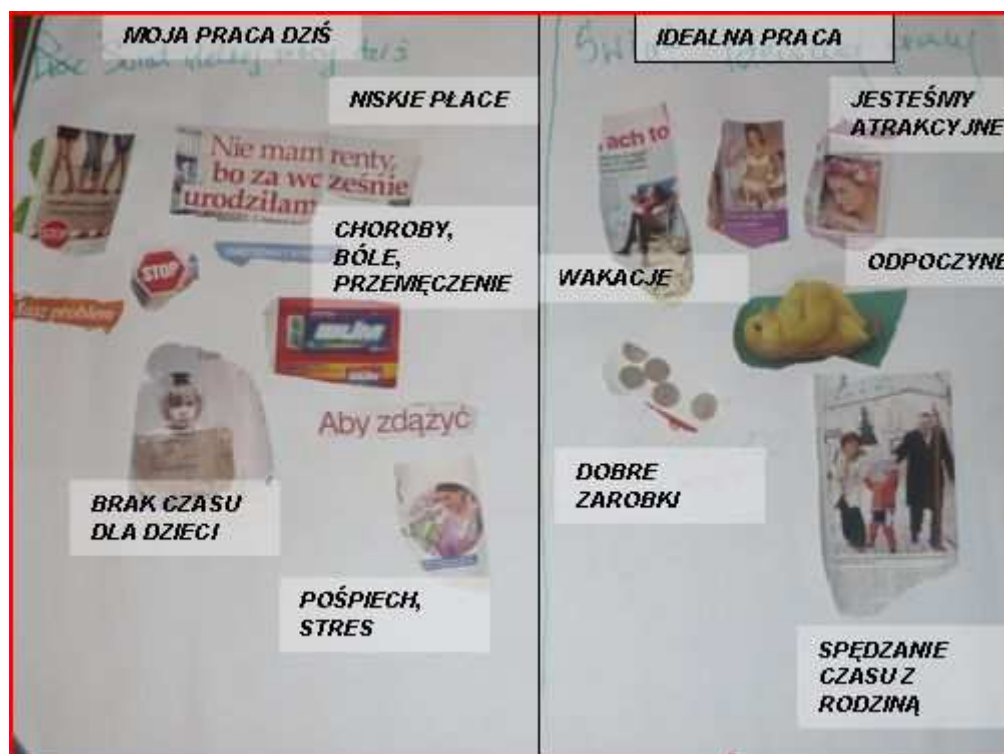 MOJA PRACA DZIŚ
NISKIE PŁACE
Nie mam renty,
bo za wcześnie
urodziłam
CHOROBY,
BÓLE,
PRZEMĘCZENIE
STOP
STOP
Masz problem
Aby zdążyć
BRAK CZASU
DLA DZIECI
POŚPIECH,
STRES
IDEALNA PRACA
JESTEŚMY
ATRAKCYJNE
ach to
WAKACJE
ODPOCZYNE
DOBRE
ZAROBKI
SPĘDZANIE
CZASU Z
RODZINĄ